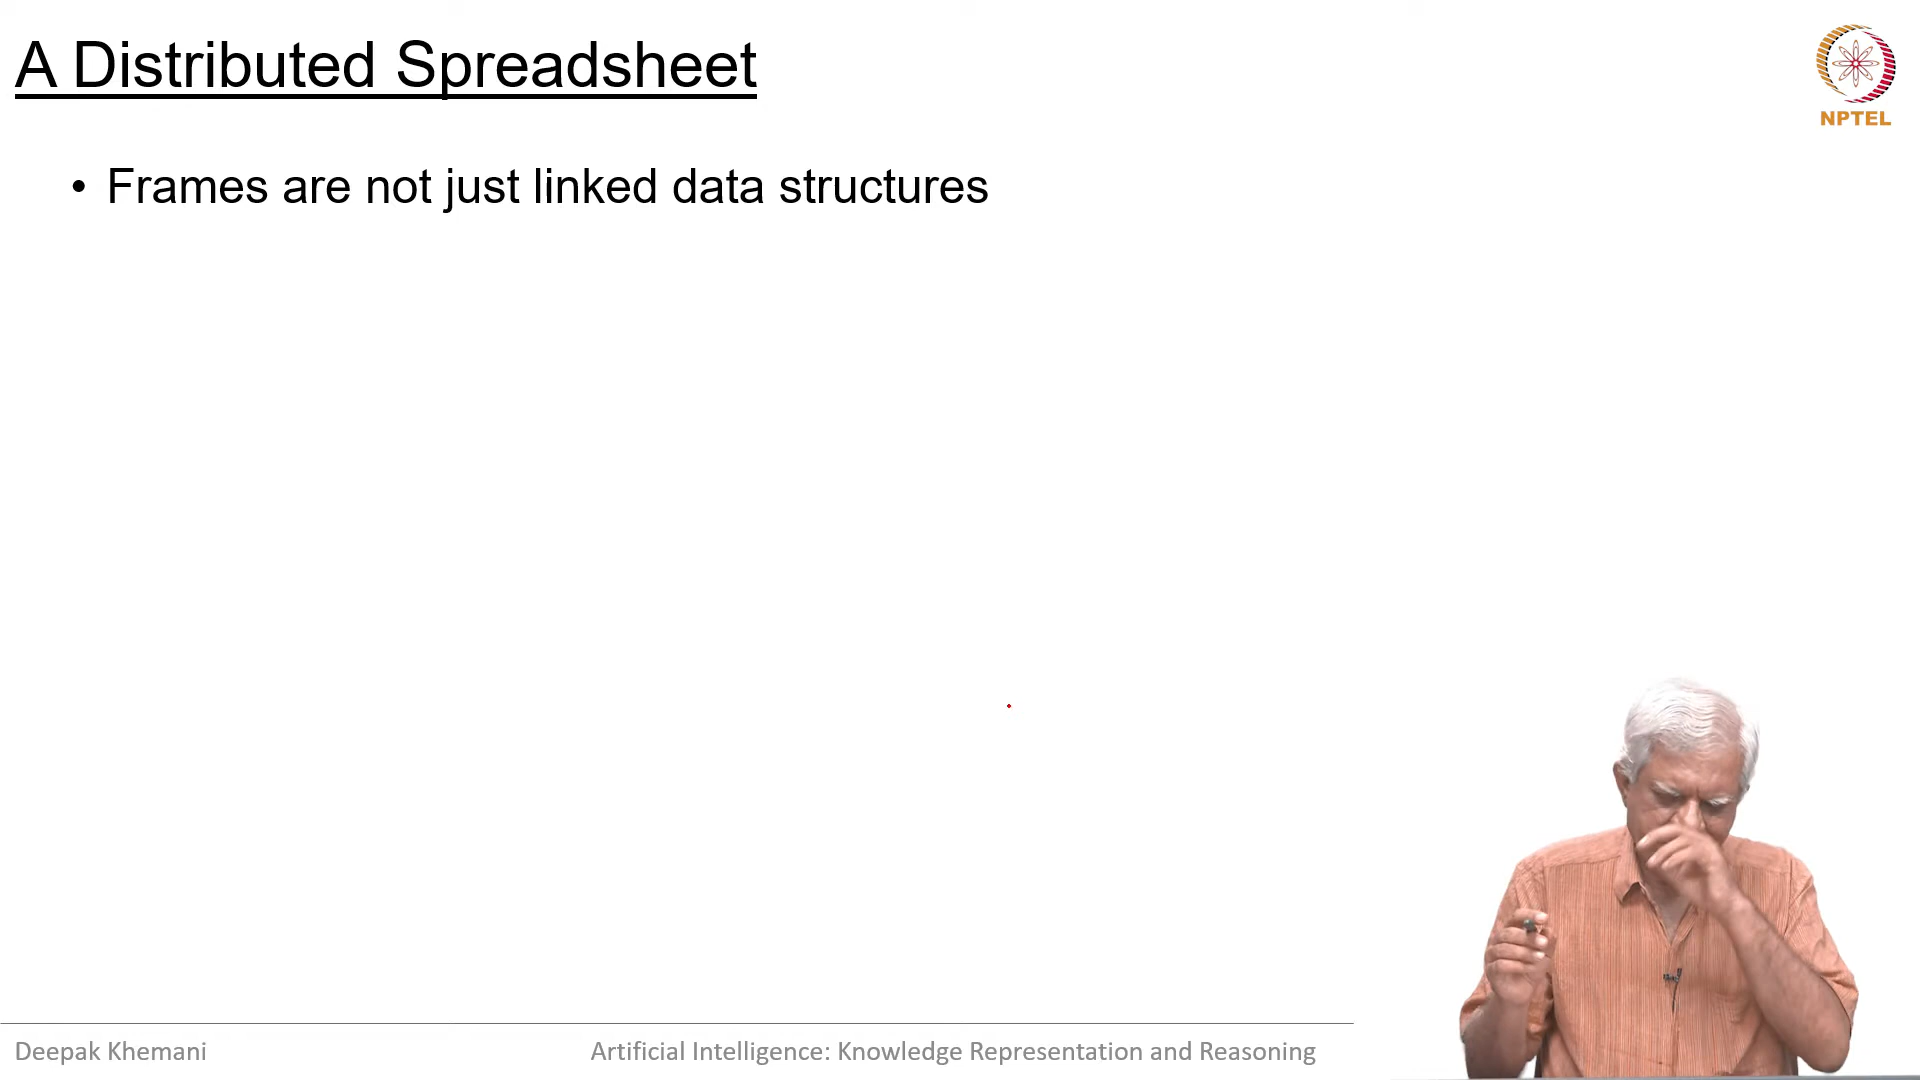 A Distributed Spreadsheet
NPTEL
• Frames are not just linked data structures
Deepak Khemani
Artificial Intelligence: Knowledge Representation and Reasoning